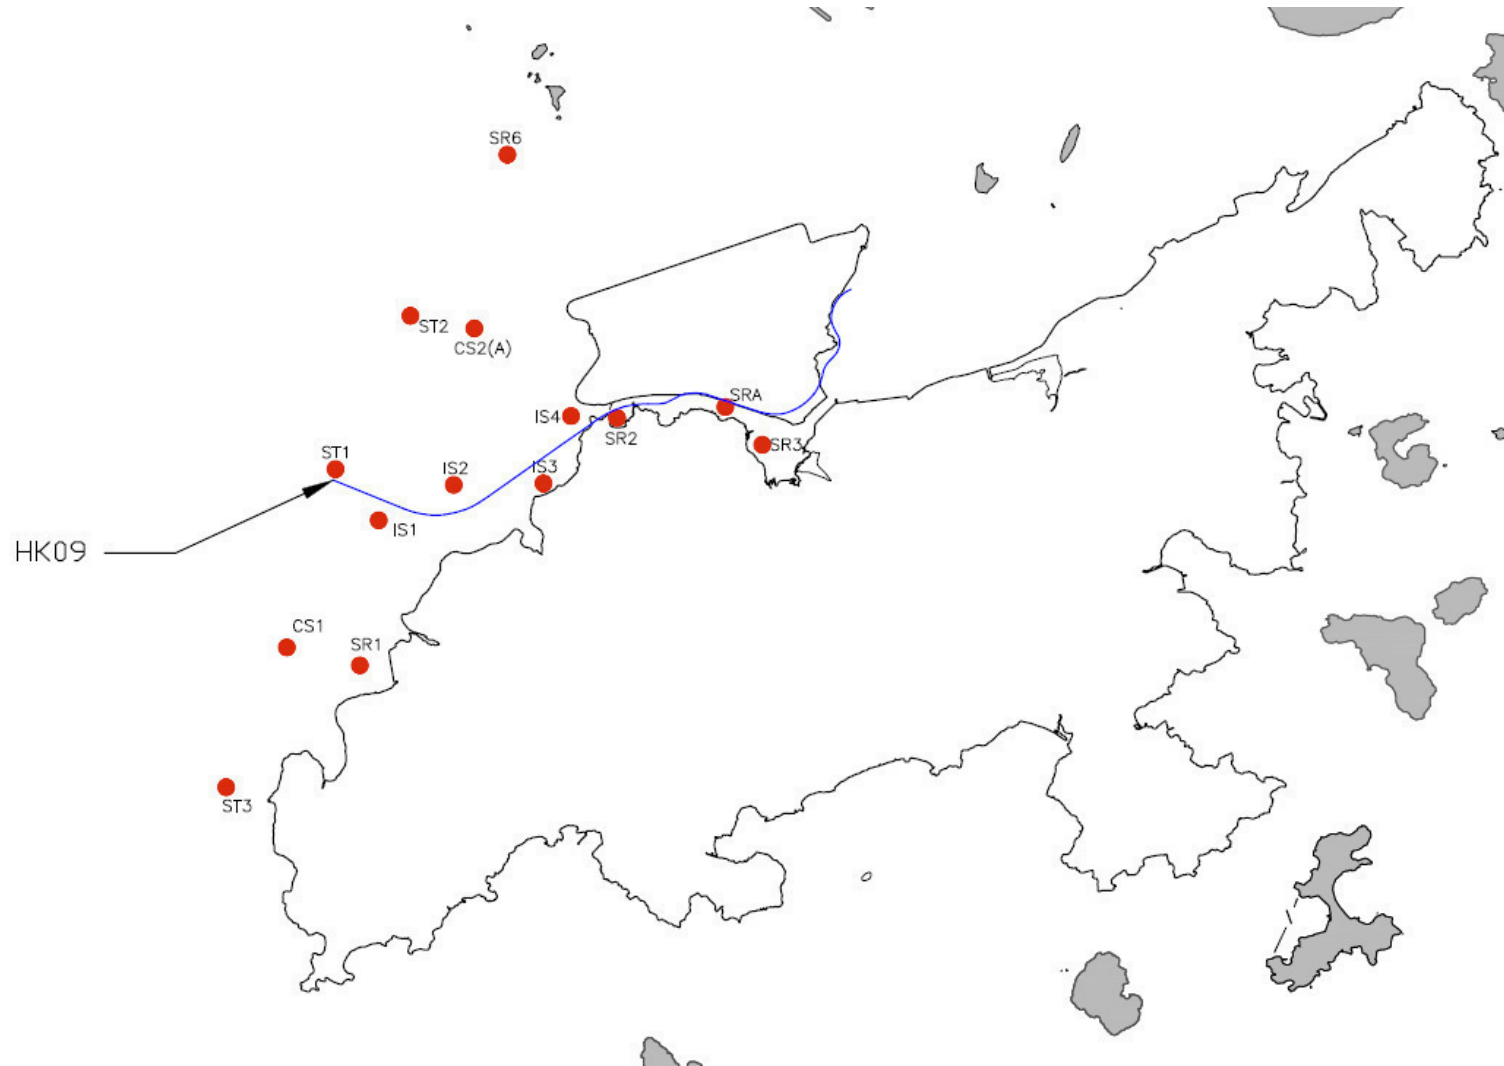 SR6
ST2
CS2(A)
SRA
IS4
SR2
SR3
ST1
IS2
IS3
IS1
HK09
CS1
SR1
ST3